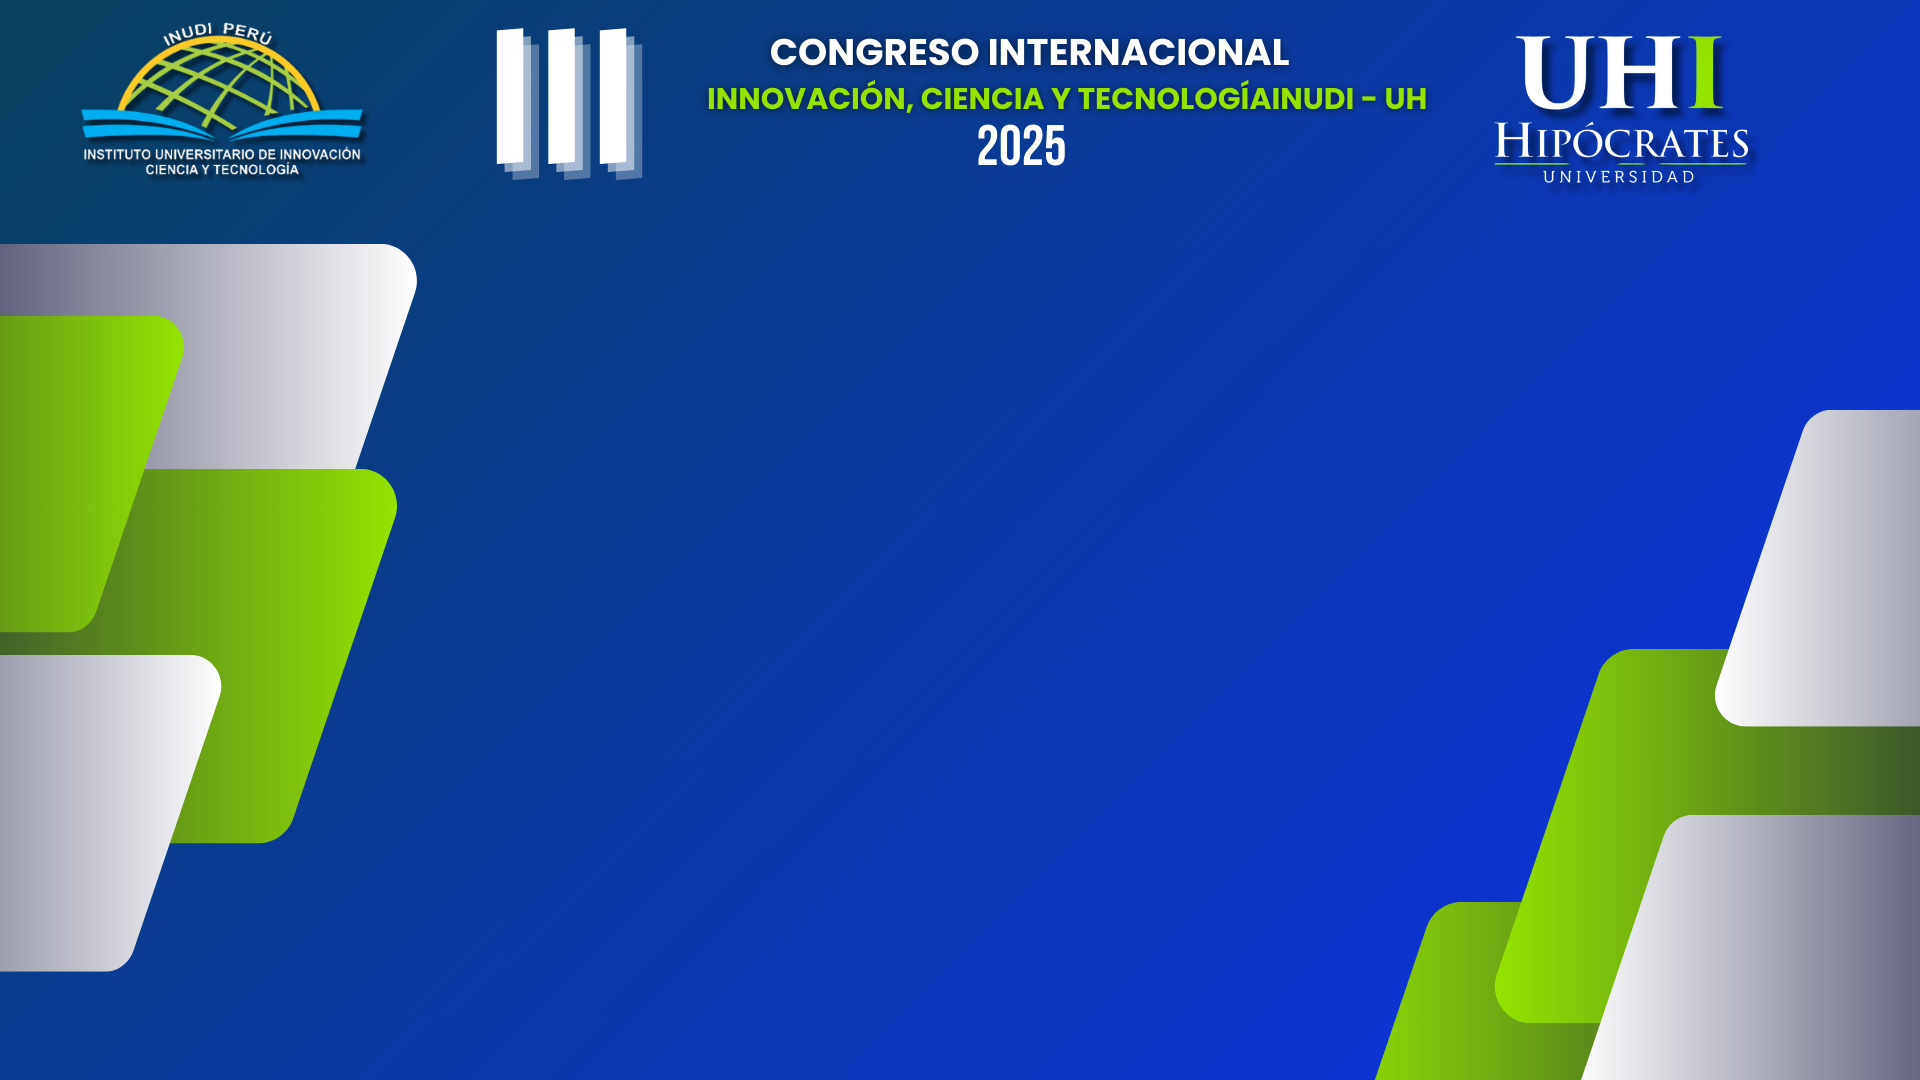 INUDI PERÚ
INSTITUTO UNIVERSITARIO DE INNOVACIÓN
CIENCIA Y TECNOLOGÍA
III
CONGRESO INTERNACIONAL
INNOVACIÓN, CIENCIA Y TECNOLOGÍAINUDI - UH
2025
UHI
HIPÓCRATES
UNIVERSIDAD